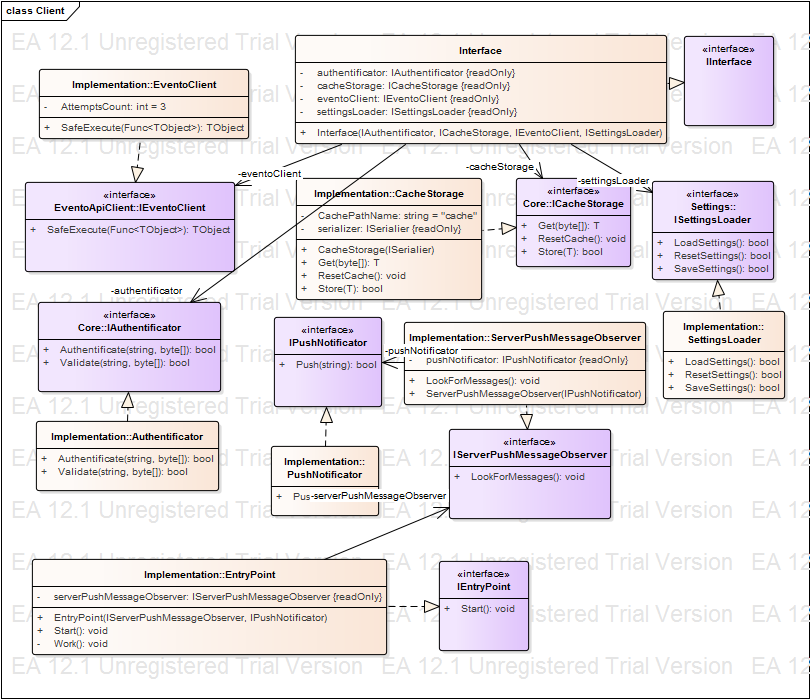 class Client
EA 12.1 Unregistered Trial Version
Interface
- authentificator: IAuthentificator {readOnly}
- cacheStorage: ICacheStorage {readOnly}
- eventoClient: IEventoClient {readOnly}
- settingsLoader: ISettingsLoader {readOnly}
+ Interface(IAuthentificator, ICacheStorage, IEventoClient, ISettingsLoader)
«interface»
IInterface
Implementation::EventoClient
- AttemptsCount: int = 3
+ SafeExecute(Func<TObject>): TObject
-eventoClient
-cacheStorage
-settingsLoader
«interface»
EventoApiClient::IEventoClient
+ SafeExecute(Func<TObject>): TObject
Implementation::CacheStorage
- CachePathName: string = "cache"
- serializer: ISerialier {readOnly}
+ CacheStorage(ISerialier)
+ Get(byte[]): T
+ ResetCache(): void
+ Store(T): bool
«interface»
Core::ICacheStorage
+ Get(byte[]): T
+ ResetCache(): void
+ Store(T): bool
«interface»
Settings::
ISettingsLoader
+ LoadSettings(): bool
+ ResetSettings(): bool
+ SaveSettings(): bool
-authentificator
«interface»
Core::IAuthentificator
+ Authentificate(string, byte[]): bool
+ Validate(string, byte[]): bool
«interface»
IPushNotificator
+ Push(string): bool
-pushNotificator
Implementation::ServerPushMessageObserver
- pushNotificator: IPushNotificator {readOnly}
+ LookForMessages(): void
+ ServerPushMessageObserver(IPushNotificator)
Implementation::
SettingsLoader
+ LoadSettings(): bool
+ ResetSettings(): bool
+ SaveSettings(): bool
Implementation::Authentificator
+ Authentificate(string, byte[]): bool
+ Validate(string, byte[]): bool
Implementation::
PushNotificator
+ Pus
-serverPushMessageObserver
«interface»
IServerPushMessageObserver
+ LookForMessages(): void
Implementation::EntryPoint
- serverPushMessageObserver: IServerPushMessageObserver {readOnly}
+ EntryPoint(IServerPushMessageObserver, IPushNotificator)
+ Start(): void
- Work(): void
«interface»
IEntryPoint
+ Start(): void